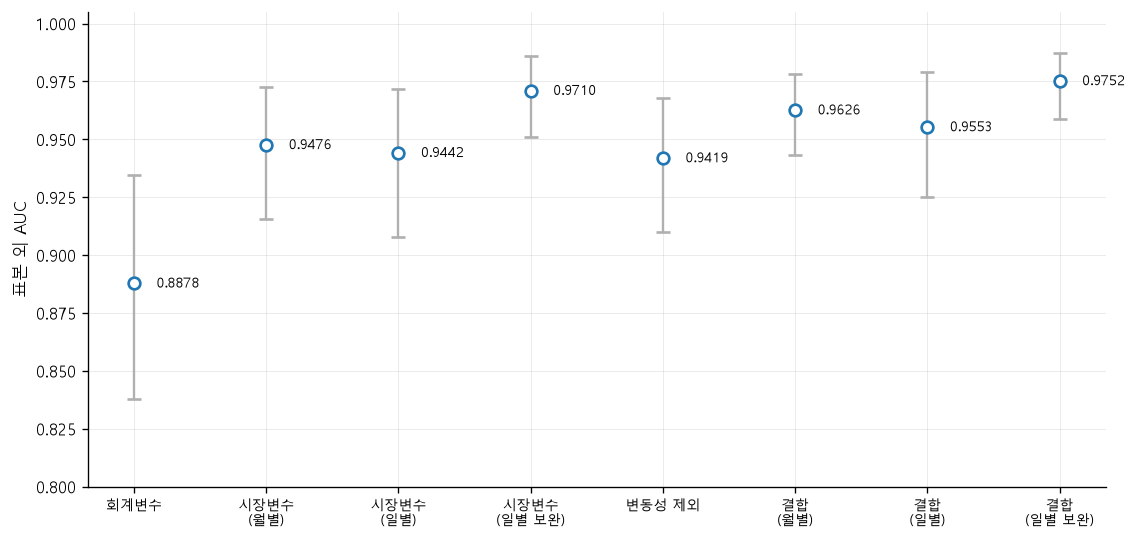 표본 외 AUC
1.000
0.975
0.950
0.925
0.900
0.875
0.850
0.825
0.800
0.8878
0.9476
0.9442
0.9710
0.9419
0.9626
0.9553
0.9752
회계변수
시장변수
(월별)
시장변수
(일별)
시장변수
(일별 보완)
변동성 제외
결합
(월별)
결합
(일별)
결합
(일별 보완)